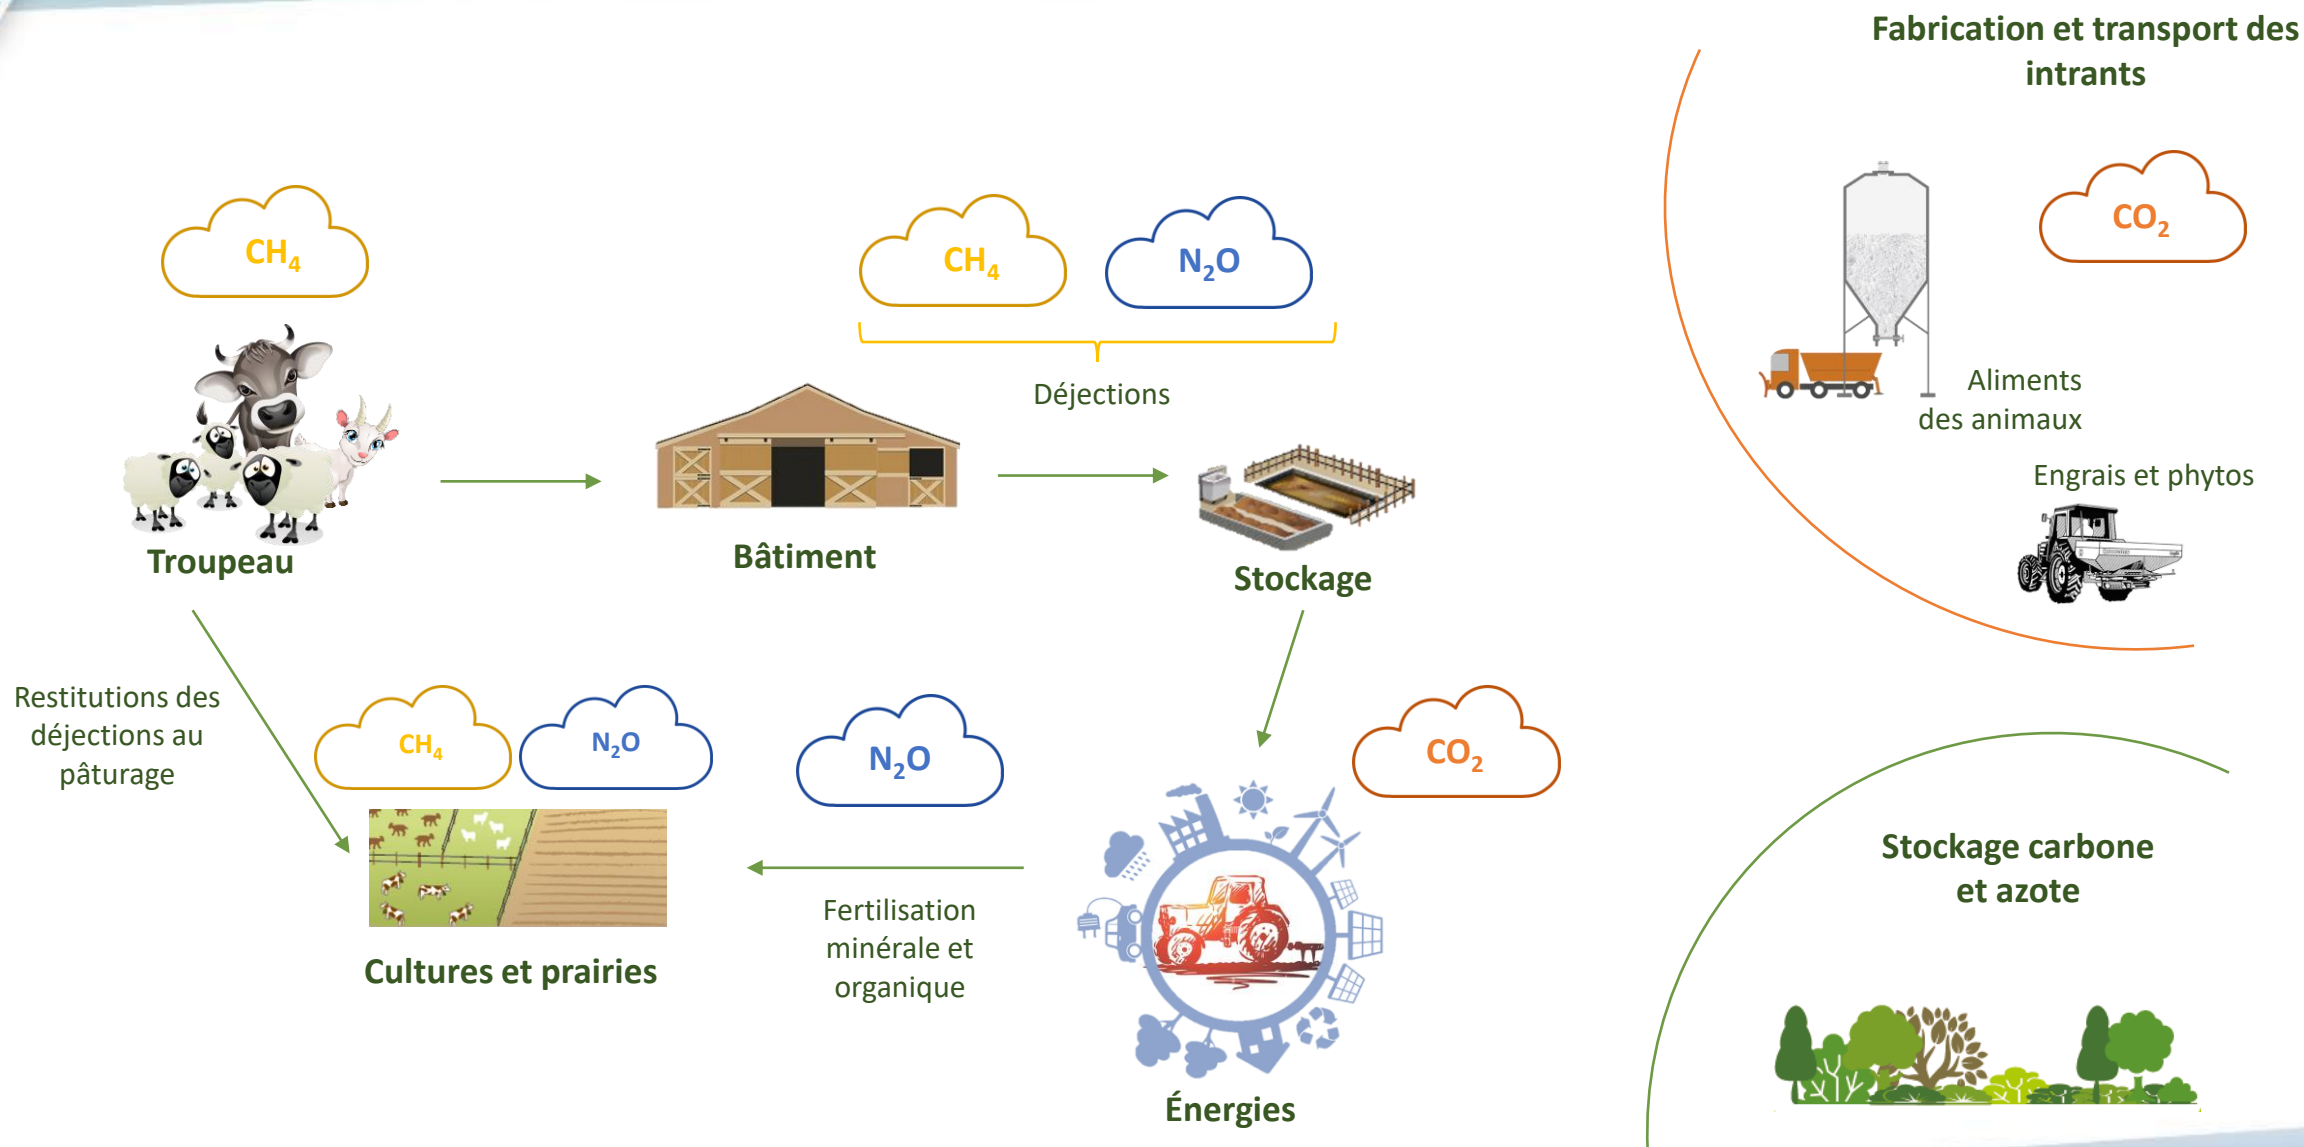 Fabrication et transport des
intrants
CH₄
CH₄
N₂O
CO₂
Déjections
Aliments
des animaux
Engrais et phytos
Troupeau
Bâtiment
Stockage
Restitutions des
déjections au
pâturage
CH₄
N₂O
N₂O
CO₂
Fertilisation
minérale et
organique
Cultures et prairies
Énergies
Stockage carbone
et azote